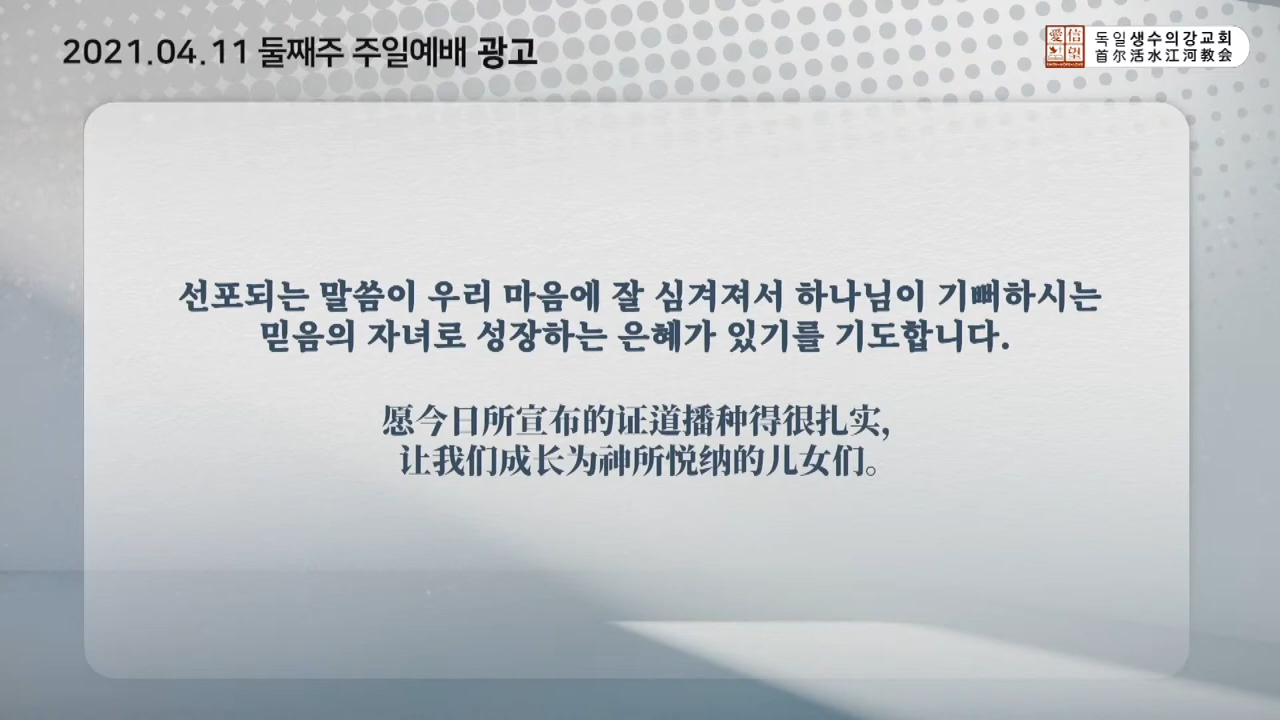 2021.04.11 둘째주 주일예배 광고
愛信
望
독일생수의강교회
首尔活水江河教会
선포되는 말씀이 우리 마음에 잘 심겨져서 하나님이 기뻐하시는
믿음의 자녀로 성장하는 은혜가 있기를 기도합니다.
愿今日所宣布的证道播种得很扎实,
让我们成长为神所悦纳的儿女们。